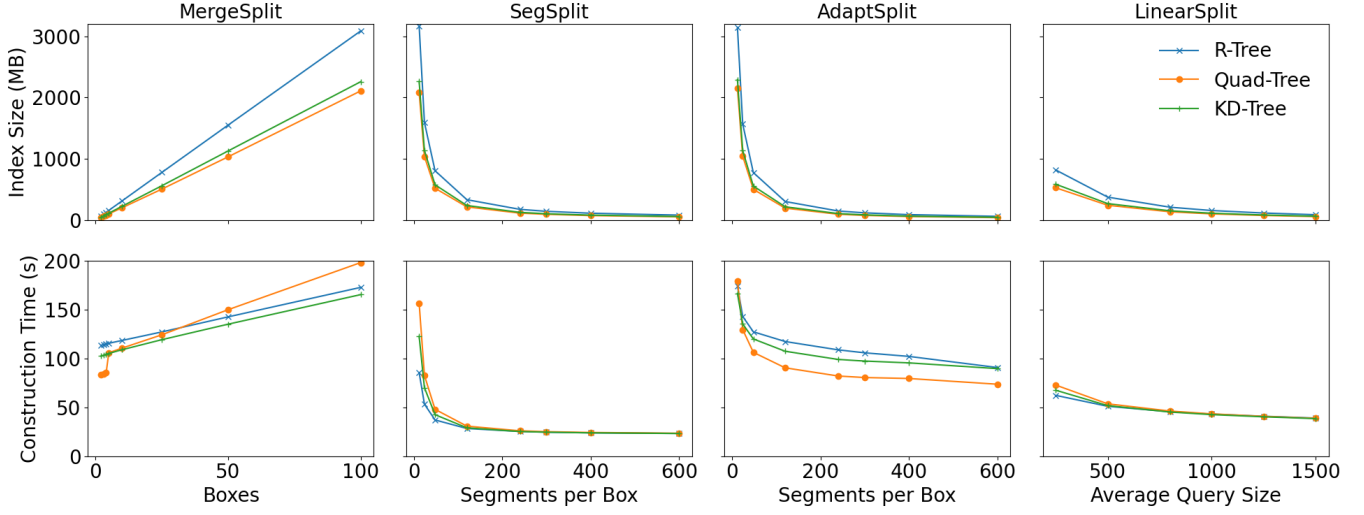 MergeSplit
SegSplit
AdaptSplit
LinearSplit
Index Size (MB)
3000
2000
1000
0
R-Tree
Quad-Tree
KD-Tree
Construction Time (s)
200
150
100
50
0
0 50 100
0 200 400 600
0 200 400 600
500 1000 1500
Boxes
Segments per Box
Segments per Box
Average Query Size